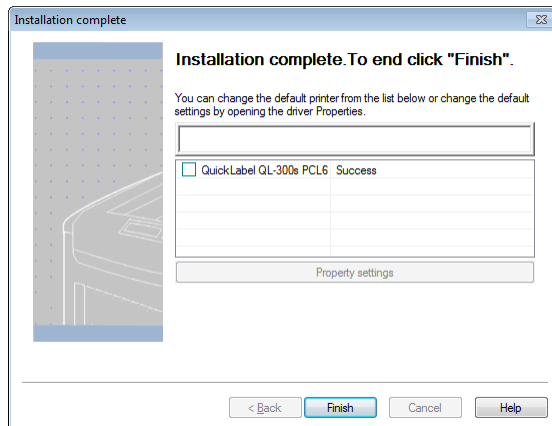 Installation complete
Installation complete.To end click "Finish".
You can change the default printer from the list below or change the default
settings by opening the driver Properties.
QuickLabel QL-300s PCL6 Success
Property settings
< Back Finish Cancel Help